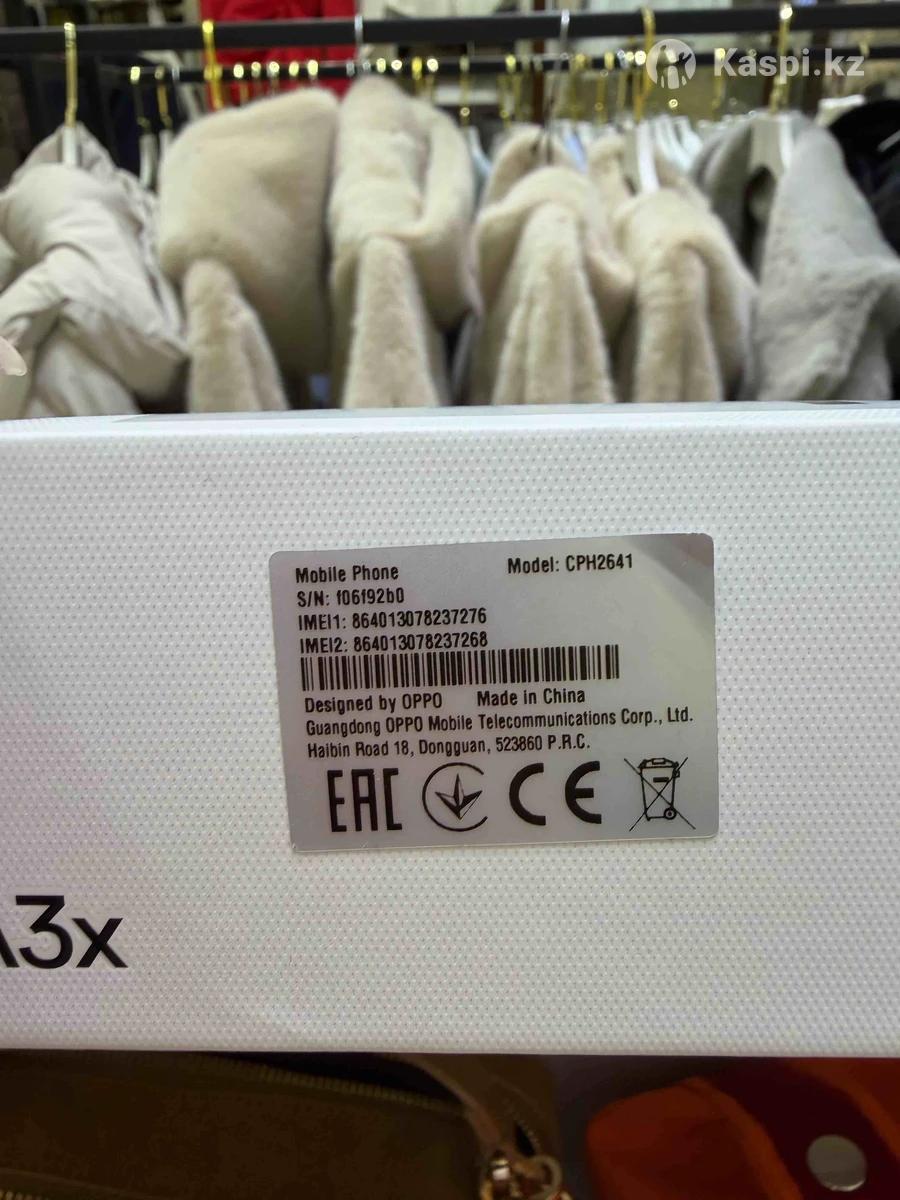 Kaspi.kz
Mobile Phone Model: CPH2641
S/N: f06f92b0
IMEI1: 864013078237276
IMEI2: 864013078237268
Designed by OPPO Made in China
Guangdong OPPO Mobile Telecommunications Corp., Ltd.
Haibin Road 18, Dongguan, 523860 P.R.C.
EAC CE
A3x